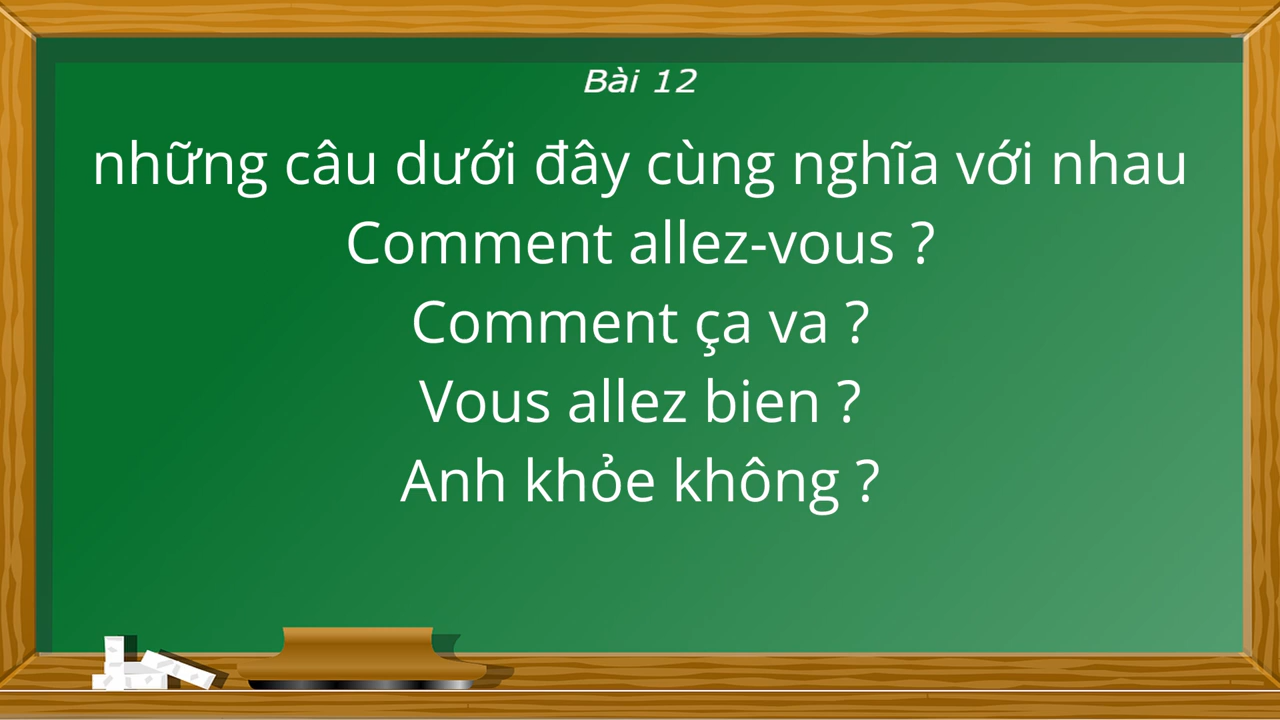 Bài 12
những câu dưới đây cùng nghĩa với nhau
Comment allez-vous ?
Comment ça va ?
Vous allez bien ?
Anh khỏe không ?